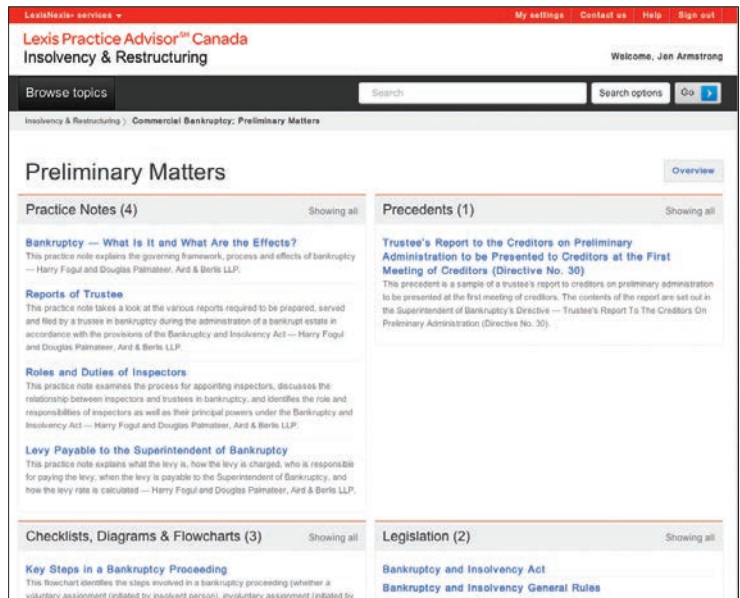 LexisNexis® services
My settings Contact us Help Sign out
Lexis Practice Advisor℠ Canada
Insolvency & Restructuring
Welcome, Jen Armstrong
Browse topics
Search
Search options
Go
Insolvency & Restructuring 〉 Commercial Bankruptcy; Preliminary Matters
Preliminary Matters
Overview
Practice Notes (4)
Showing all
Bankruptcy — What Is It and What Are the Effects?
This practice note explains the governing framework, process and effects of bankruptcy
— Harry Fogul and Douglas Palmateer, Aird & Berlis LLP.
Reports of Trustee
This practice note takes a look at the various reports required to be prepared, served
and filed by a trustee in bankruptcy during the administration of a bankrupt estate in
accordance with the provisions of the Bankruptcy and Insolvency Act — Harry Fogul
and Douglas Palmateer, Aird & Berlis LLP.
Roles and Duties of Inspectors
This practice note examines the process for appointing inspectors, discusses the
relationship between inspectors and trustees in bankruptcy, and identifies the role and
responsibilities of inspectors as well as their principal powers under the Bankruptcy and
Insolvency Act — Harry Fogul and Douglas Palmateer, Aird & Berlis LLP.
Levy Payable to the Superintendent of Bankruptcy
This practice note explains what the levy is, how the levy is charged, who is responsible
for paying the levy, when the levy is payable to the Superintendent of Bankruptcy, and
how the levy rate is calculated — Harry Fogul and Douglas Palmateer, Aird & Berlis LLP.
Precedents (1)
Showing all
Trustee's Report to the Creditors on Preliminary
Administration to be Presented to Creditors at the First
Meeting of Creditors (Directive No. 30)
This precedent is a sample of a trustee's report to creditors on preliminary administration
to be presented at the first meeting of creditors. The contents of the report are set out in
the Superintendent of Bankruptcy's Directive — Trustee's Report To The Creditors On
Preliminary Administration (Directive No. 30).
Checklists, Diagrams & Flowcharts (3)
Showing all
Key Steps in a Bankruptcy Proceeding
This flowchart identifies the steps involved in a bankruptcy proceeding (whether a
voluntary assignment (initiated by insolvent person), involuntary assignment (initiated by
Legislation (2)
Showing all
Bankruptcy and Insolvency Act
Bankruptcy and Insolvency General Rules